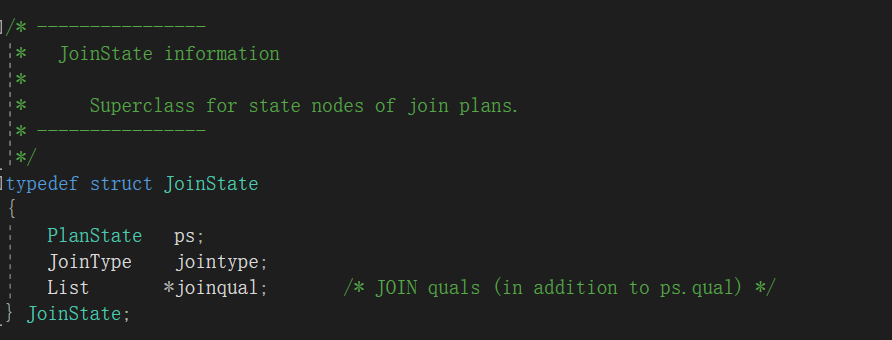 /* ----------------
*   JoinState information
*
*      Superclass for state nodes of join plans.
* ----------------
*/
typedef struct JoinState
{
    PlanState   ps;
    JoinType    jointype;
    List       *joinqual;       /* JOIN quals (in addition to ps.qual) */
} JoinState;